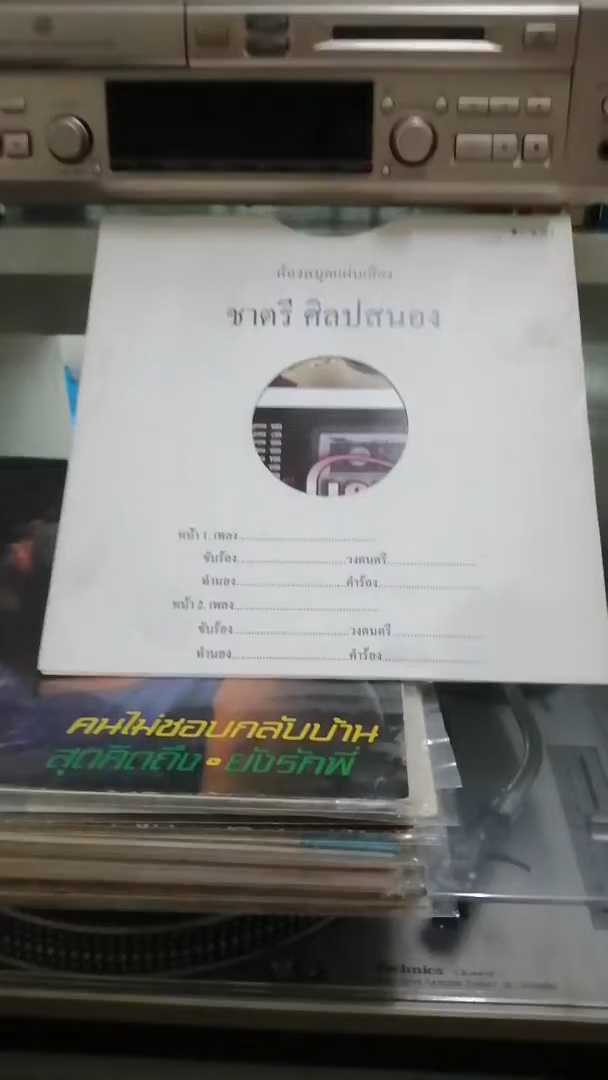 ห้องสมุดแผ่นเสียง
ชาตรี ศิลปสนอง
หน้า 1. เพลง........................................
ขับร้อง................................วงดนตรี..........................
ทำนอง................................คำร้อง.............................
หน้า 2. เพลง..........................................
ขับร้อง.................................วงดนตรี..........................
ทำนอง.................................คำร้อง.............................
คนไม่ชอบกลับบ้าน
สุดคิดถึง • ยังรักพี่
Technics